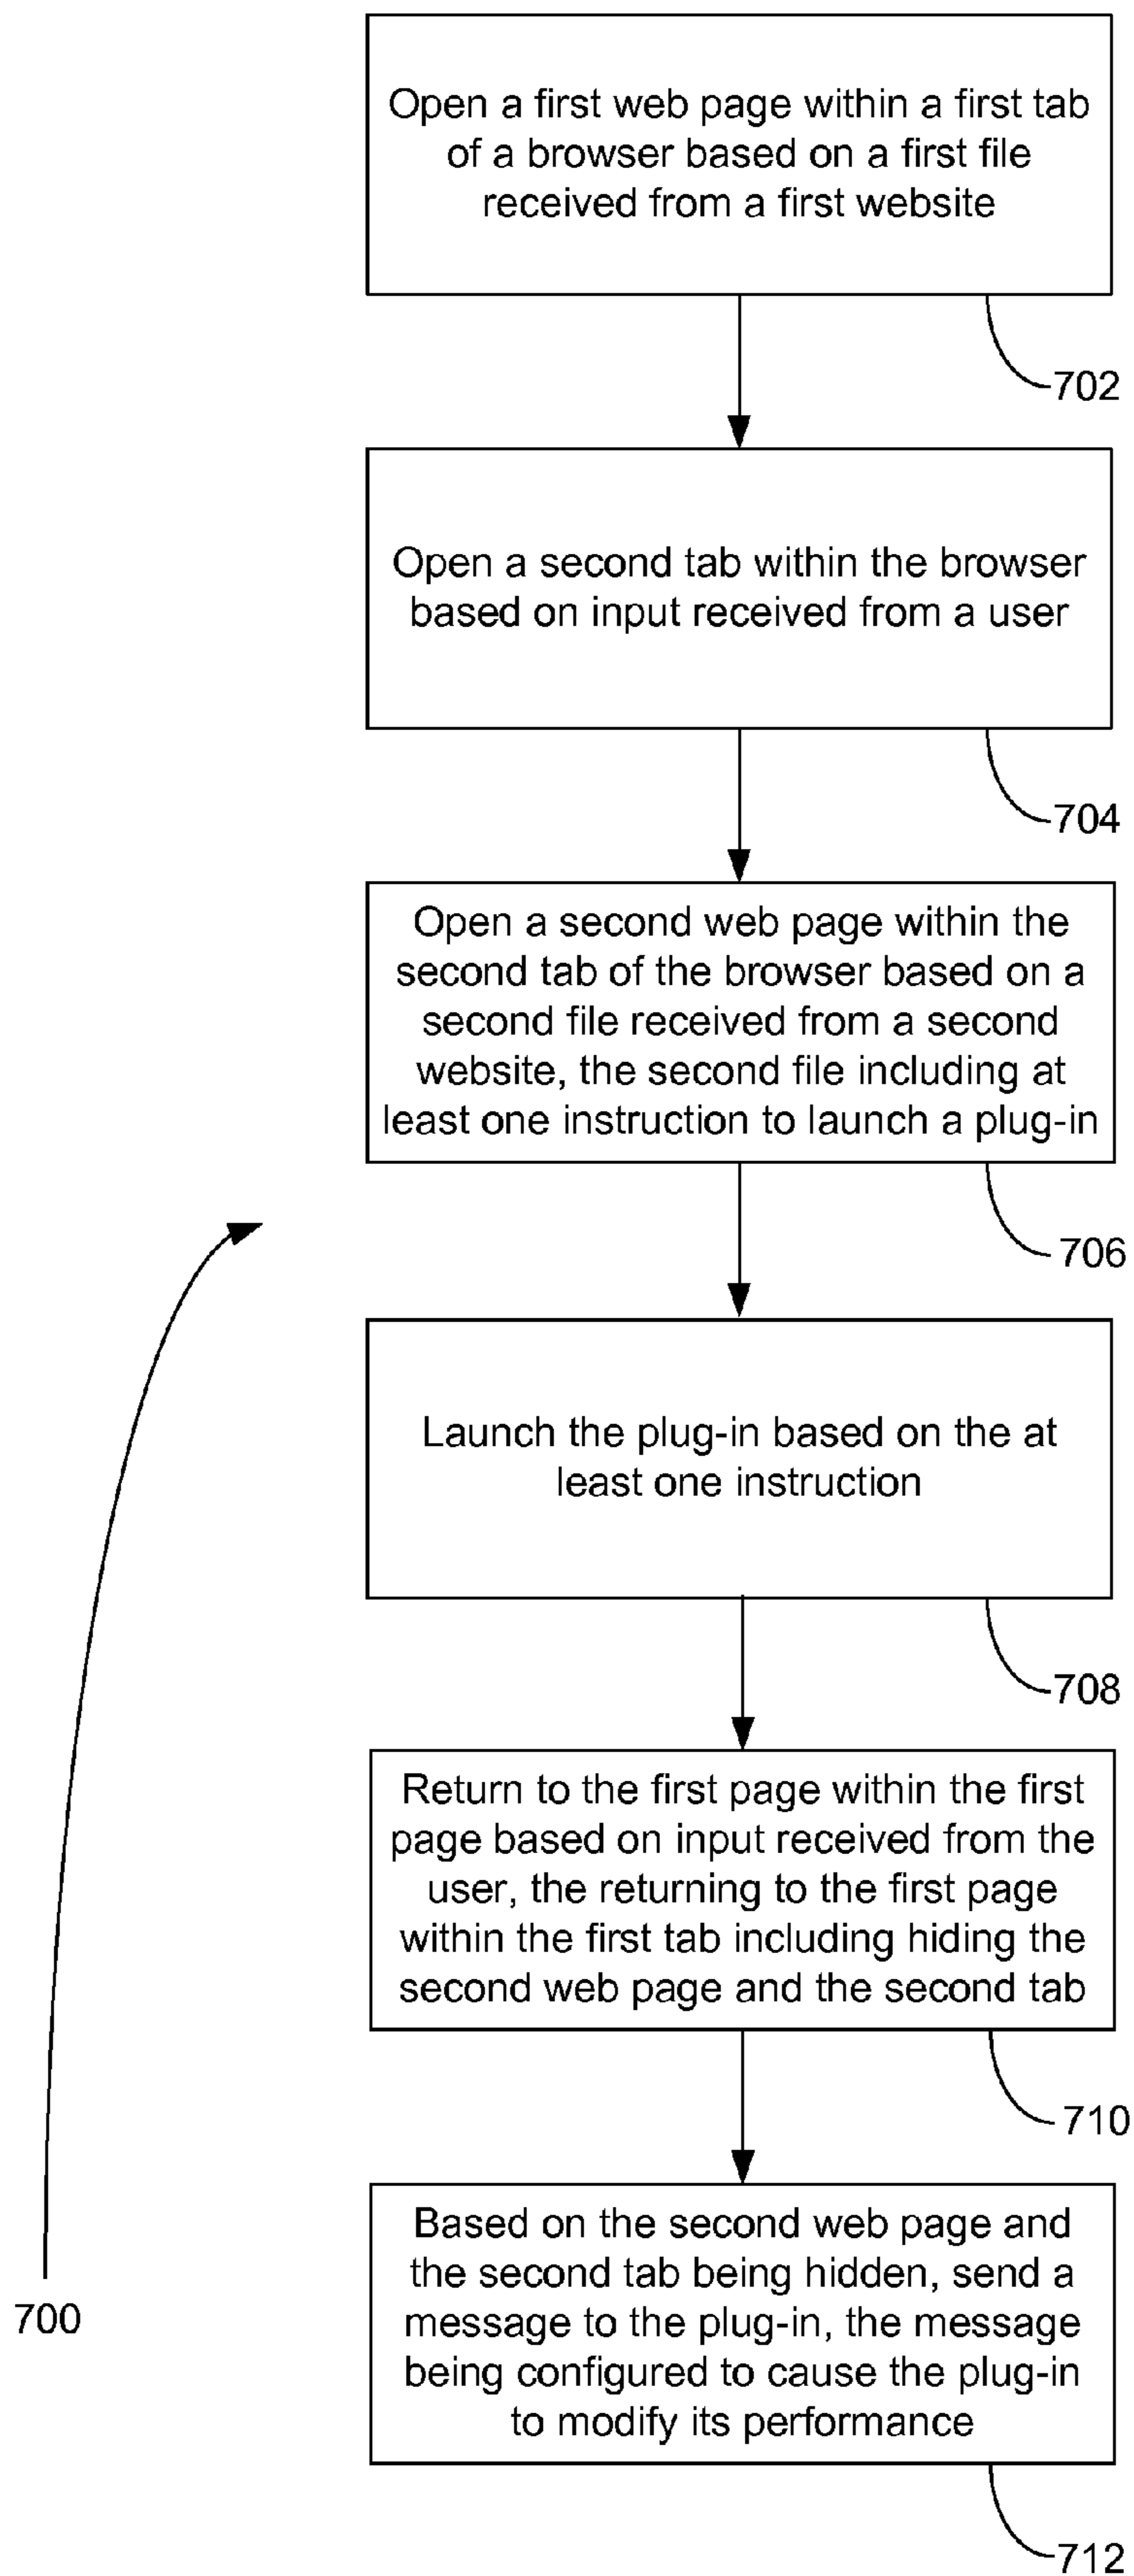 Open a first web page within a first tab
of a browser based on a first file
received from a first website
702
Open a second tab within the browser
based on input received from a user
704
Open a second web page within the
second tab of the browser based on a
second file received from a second
website, the second file including at
least one instruction to launch a plug-in
706
Launch the plug-in based on the at
least one instruction
708
Return to the first page within the first
page based on input received from the
user, the returning to the first page
within the first tab including hiding the
second web page and the second tab
710
Based on the second web page and
the second tab being hidden, send a
message to the plug-in, the message
being configured to cause the plug-in
to modify its performance
700
712